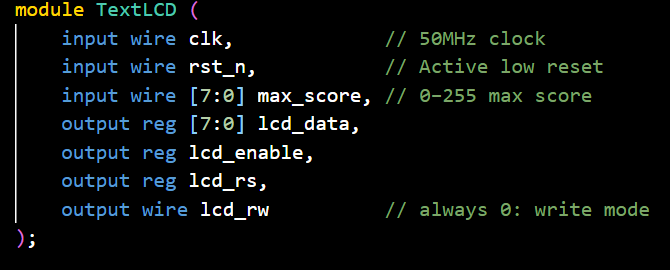 module TextLCD (
input wire clk, // 50MHz clock
input wire rst_n, // Active low reset
input wire [7:0] max_score, // 0–255 max score
output reg [7:0] lcd_data,
output reg lcd_enable,
output reg lcd_rs,
output wire lcd_rw // always 0: write mode
);